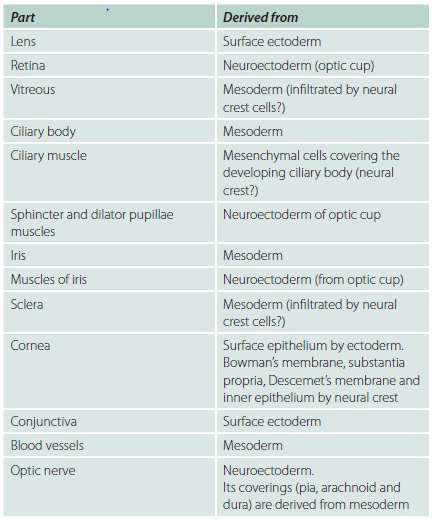 Part Derived from
Lens Surface ectoderm
Retina Neuroectoderm (optic cup)
Vitreous Mesoderm (infiltrated by neural
crest cells?)
Ciliary body Mesoderm
Ciliary muscle Mesenchymal cells covering the
developing ciliary body (neural
crest?)
Sphincter and dilator pupillae Neuroectoderm of optic cup
muscles
Iris Mesoderm
Muscles of iris Neuroectoderm (from optic cup)
Sclera Mesoderm (infiltrated by neural
crest cells?)
Cornea Surface epithelium by ectoderm.
Bowman's membrane, substantia
propria, Descemet's membrane and
inner epithelium by neural crest
Conjunctiva Surface ectoderm
Blood vessels Mesoderm
Optic nerve Neuroectoderm.
Its coverings (pia, arachnoid and
dura) are derived from mesoderm